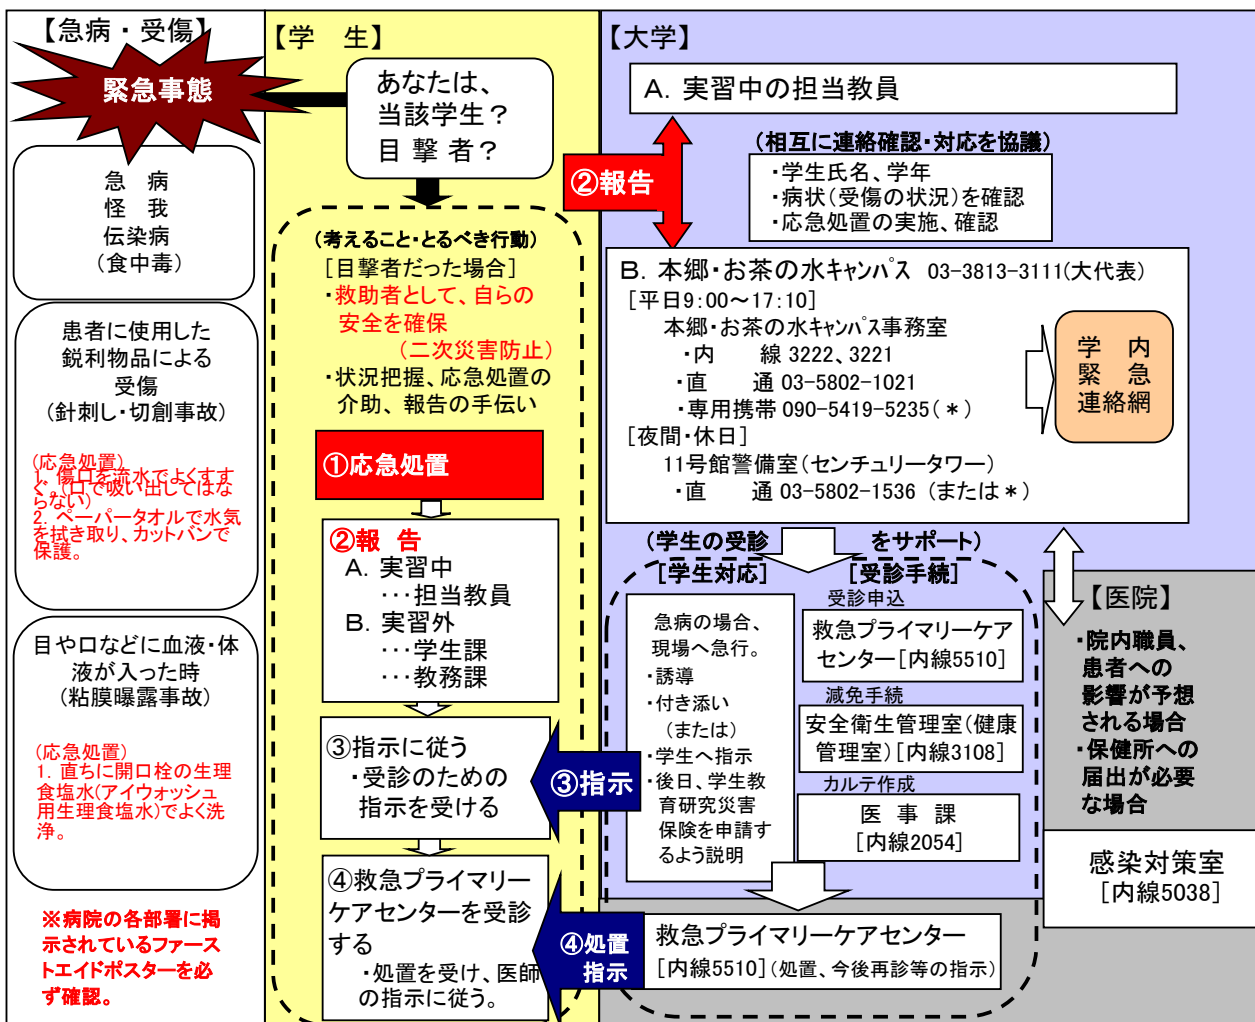 【急病・受傷】
緊急事態
急　病
怪　我
伝染病
(食中毒)
患者に使用した
鋭利物品による
受傷
(針刺し・切創事故)
(応急処置)
1. 傷口を流水でよくすす
ぐ。(口で吸い出してはな
らない)
2. ペーパータオルで水気
を拭き取り、カットバンで
保護。
目や口などに血液・体
液が入った時
(粘膜曝露事故)
(応急処置)
1. 直ちに開口栓の生理
食塩水(アイウォッシュ
用生理食塩水)でよく洗
浄。
※病院の各部署に掲
示されているファース
トエイドポスターを必
ず確認。
【学　生】
あなたは、
当該学生？
目 撃 者？
(考えること・とるべき行動)
[目撃者だった場合]
・救助者として、自らの
安全を確保
(二次災害防止)
・状況把握、応急処置の
介助、報告の手伝い
①応急処置
②報 告
A. 実習中
…担当教員
B. 実習外
…学生課
…教務課
③指示に従う
・受診のための
指示を受ける
④救急プライマリー
ケアセンターを受診
する
・処置を受け、医師
の指示に従う。
【大学】
A. 実習中の担当教員
②報告
(相互に連絡確認・対応を協議)
・学生氏名、学年
・病状(受傷の状況)を確認
・応急処置の実施、確認
B. 本郷・お茶の水キャンパス 03-3813-3111(大代表)
[平日9:00～17:10]
本郷・お茶の水キャンパス事務室
・内　　線 3222、3221
・直　　通 03-5802-1021
・専用携帯 090-5419-5235(＊)
[夜間・休日]
11号館警備室(センチュリータワー)
・直　　通 03-5802-1536 (または＊)
学　内
緊　急
連絡網
(学生の受診　　をサポート)
[学生対応]
急病の場合、
現場へ急行。
・誘導
・付き添い
(または)
・学生へ指示
・後日、学生教
育研究災害
保険を申請す
るよう説明
[受診手続]
受診申込
救急プライマリーケア
センター[内線5510]
減免手続
安全衛生管理室(健康
管理室)[内線3108]
カルテ作成
医 事 課
[内線2054]
③指示
④処置
指示
救急プライマリーケアセンター
[内線5510](処置、今後再診等の指示)
【医院】
・院内職員、
患者への
影響が予想
される場合
・保健所への
届出が必要
な場合
感染対策室
[内線5038]